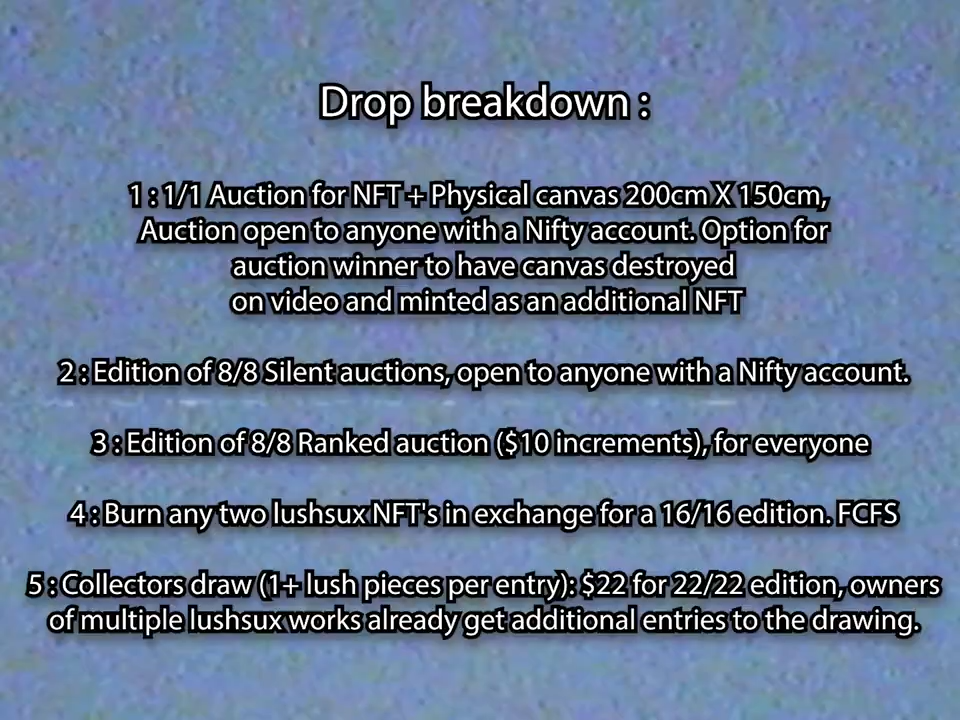 Drop breakdown :
1 : 1/1 Auction for NFT + Physical canvas 200cm X 150cm,
Auction open to anyone with a Nifty account. Option for
auction winner to have canvas destroyed
on video and minted as an additional NFT
2 : Edition of 8/8 Silent auctions, open to anyone with a Nifty account.
3 : Edition of 8/8 Ranked auction ($10 increments), for everyone
4 : Burn any two lushsux NFT's in exchange for a 16/16 edition. FCFS
5 : Collectors draw (1+ lush pieces per entry): $22 for 22/22 edition, owners
of multiple lushsux works already get additional entries to the drawing.